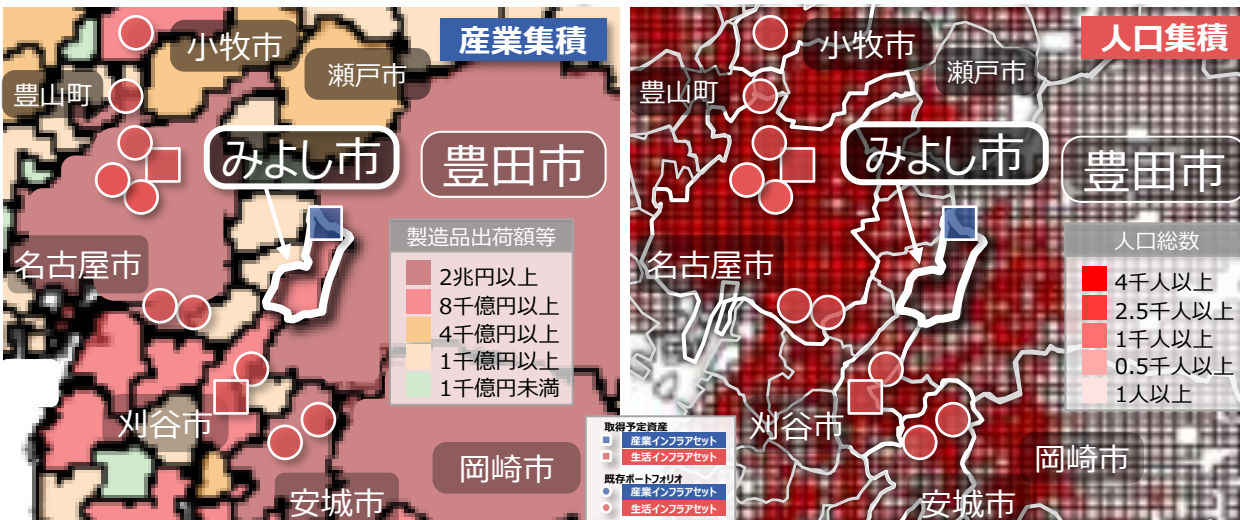 産業集積
小牧市
瀬戸市
豊山町
みよし市
豊田市
名古屋市
製造品出荷額等
2兆円以上
8千億円以上
4千億円以上
1千億円以上
1千億円未満
刈谷市
岡崎市
安城市
人口集積
小牧市
瀬戸市
豊山町
みよし市
豊田市
名古屋市
人口総数
4千人以上
2.5千人以上
1千人以上
0.5千人以上
1人以上
刈谷市
岡崎市
安城市
取得予定資産
産業インフラアセット
生活インフラアセット
既存ポートフォリオ
産業インフラアセット
生活インフラアセット